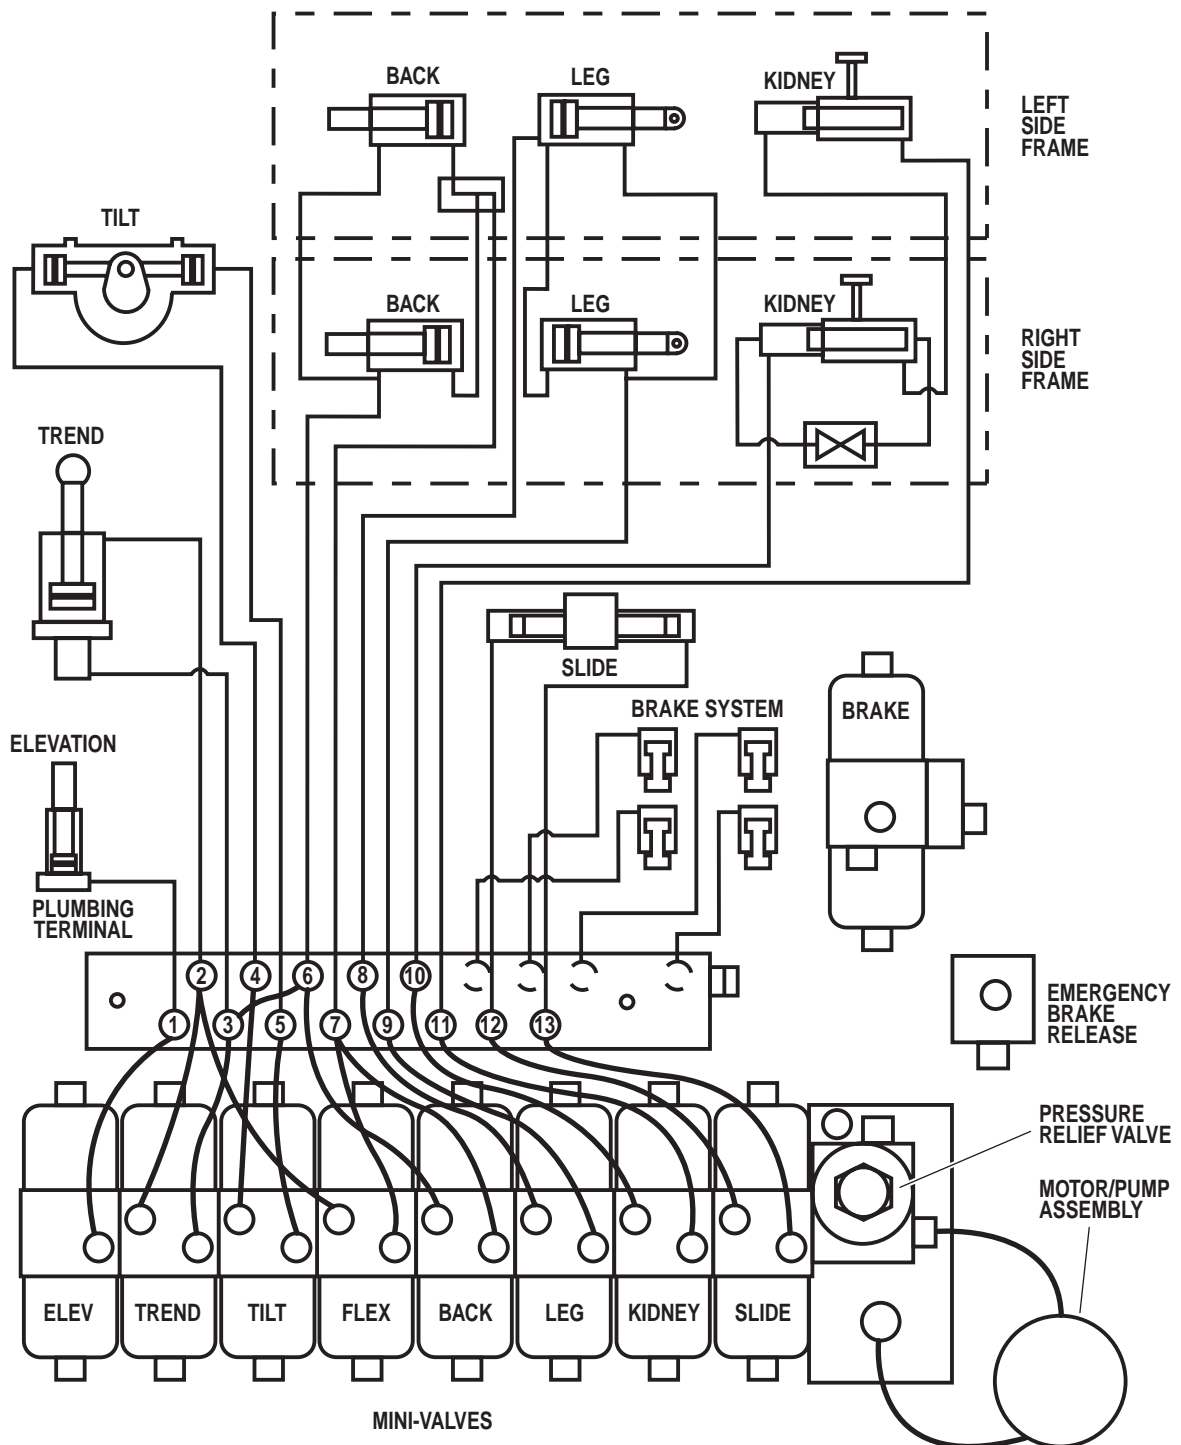 BACK
LEG
KIDNEY
LEFT
SIDE
FRAME
TILT
BACK
LEG
KIDNEY
RIGHT
SIDE
FRAME
TREND
SLIDE
BRAKE SYSTEM
BRAKE
ELEVATION
PLUMBING
TERMINAL
2 4 6 8 10
1 3 5 7 9 11 12 13
EMERGENCY
BRAKE
RELEASE
PRESSURE
RELIEF VALVE
MOTOR/PUMP
ASSEMBLY
ELEV TREND TILT FLEX BACK LEG KIDNEY SLIDE
MINI-VALVES